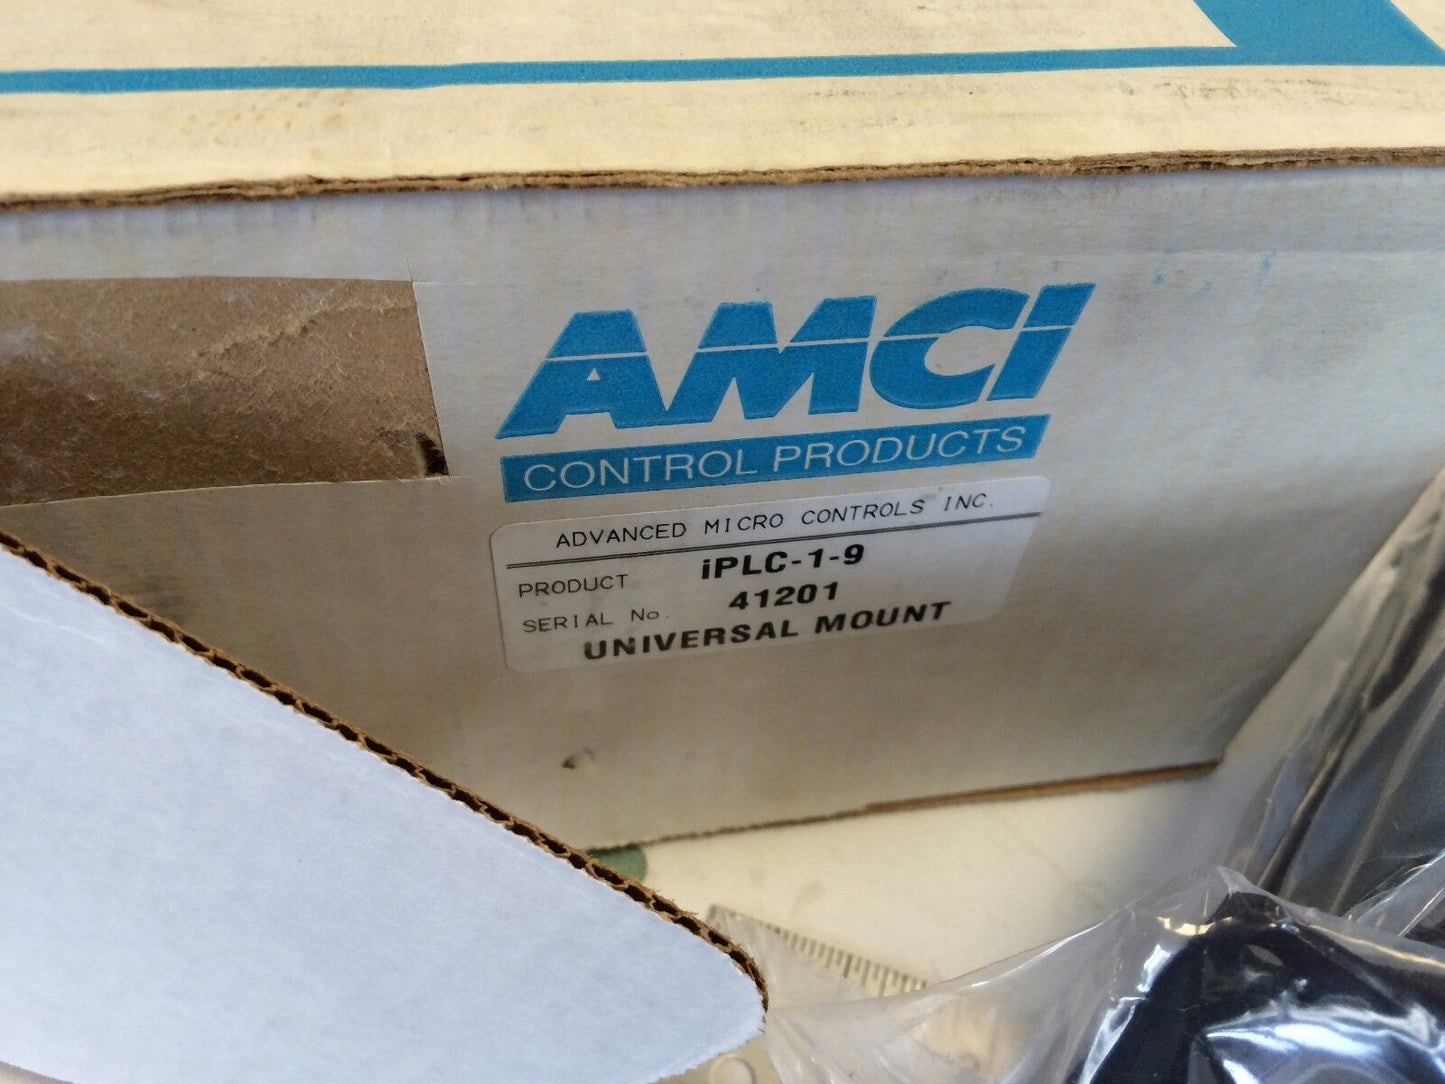 AMCI
CONTROL PRODUCTS
ADVANCED MICRO CONTROLS INC.
PRODUCT iPLC-1-9
SERIAL No. 41201
UNIVERSAL MOUNT